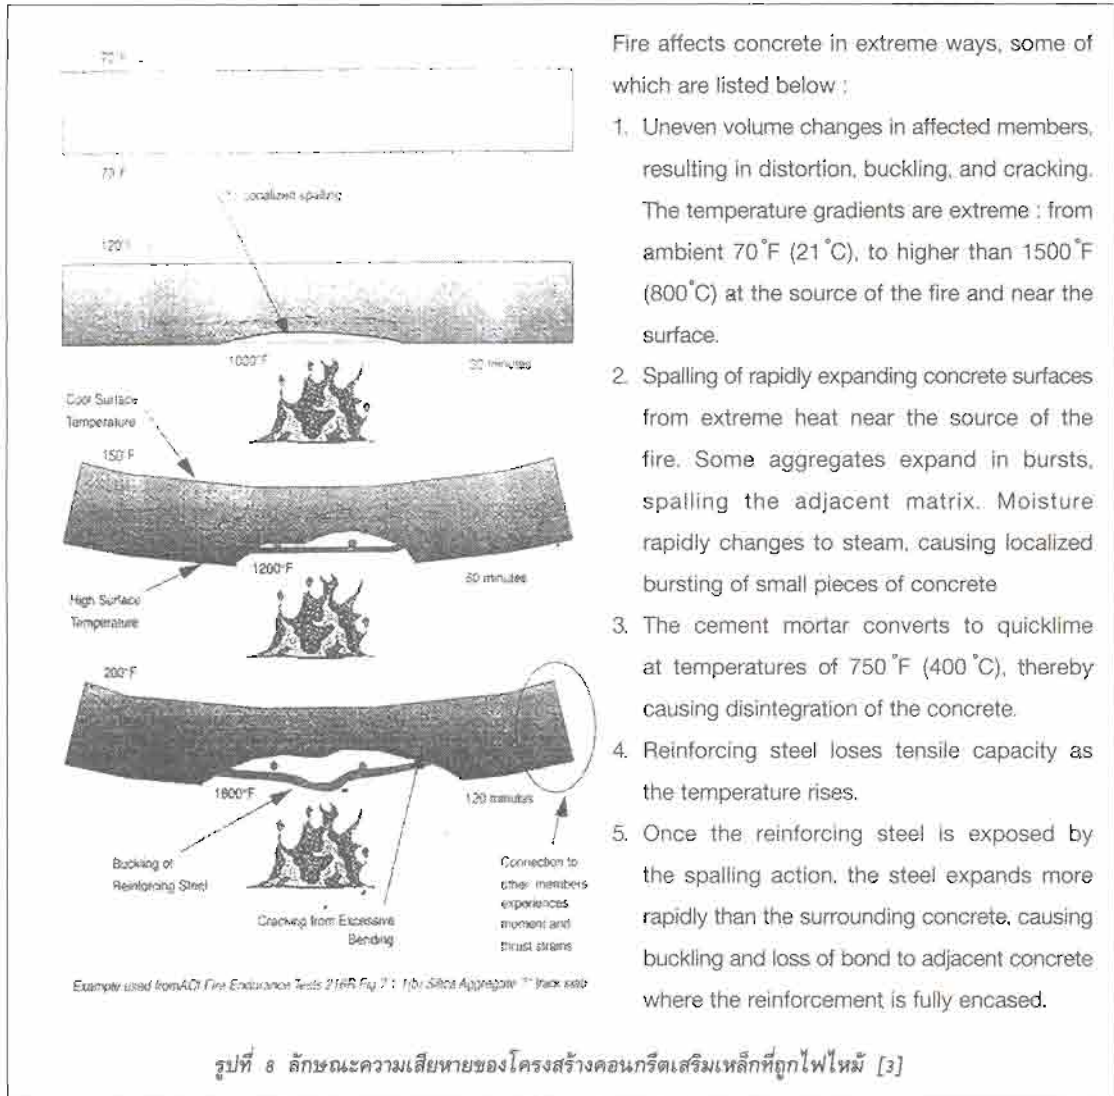 70°F
70°F
Localized spalling
120°F
1000°F
30 minutes
Cool Surface
Temperature
150°F
1200°F
60 minutes
High Surface
Temperature
200°F
1600°F
120 minutes
Buckling of
Reinforcing Steel
Cracking from Excessive
Bending
Connection to
other members
experiences
moment and
thrust strains
Example used from ACI Fire Endurance Tests 216R Fig Silica Aggregate
Fire affects concrete in extreme ways, some of
which are listed below :
1. Uneven volume changes in affected members,
resulting in distortion, buckling, and cracking.
The temperature gradients are extreme : from
ambient 70°F (21°C), to higher than 1500°F
(800°C) at the source of the fire and near the
surface.
2. Spalling of rapidly expanding concrete surfaces
from extreme heat near the source of the
fire. Some aggregates expand in bursts,
spalling the adjacent matrix. Moisture
rapidly changes to steam, causing localized
bursting of small pieces of concrete
3. The cement mortar converts to quicklime
at temperatures of 750°F (400°C), thereby
causing disintegration of the concrete.
4. Reinforcing steel loses tensile capacity as
the temperature rises.
5. Once the reinforcing steel is exposed by
the spalling action, the steel expands more
rapidly than the surrounding concrete, causing
buckling and loss of bond to adjacent concrete
where the reinforcement is fully encased.
รูปที่ 8 ลักษณะความเสียหายของโครงสร้างคอนกรีตเสริมเหล็กที่ถูกไฟไหม้ [3]